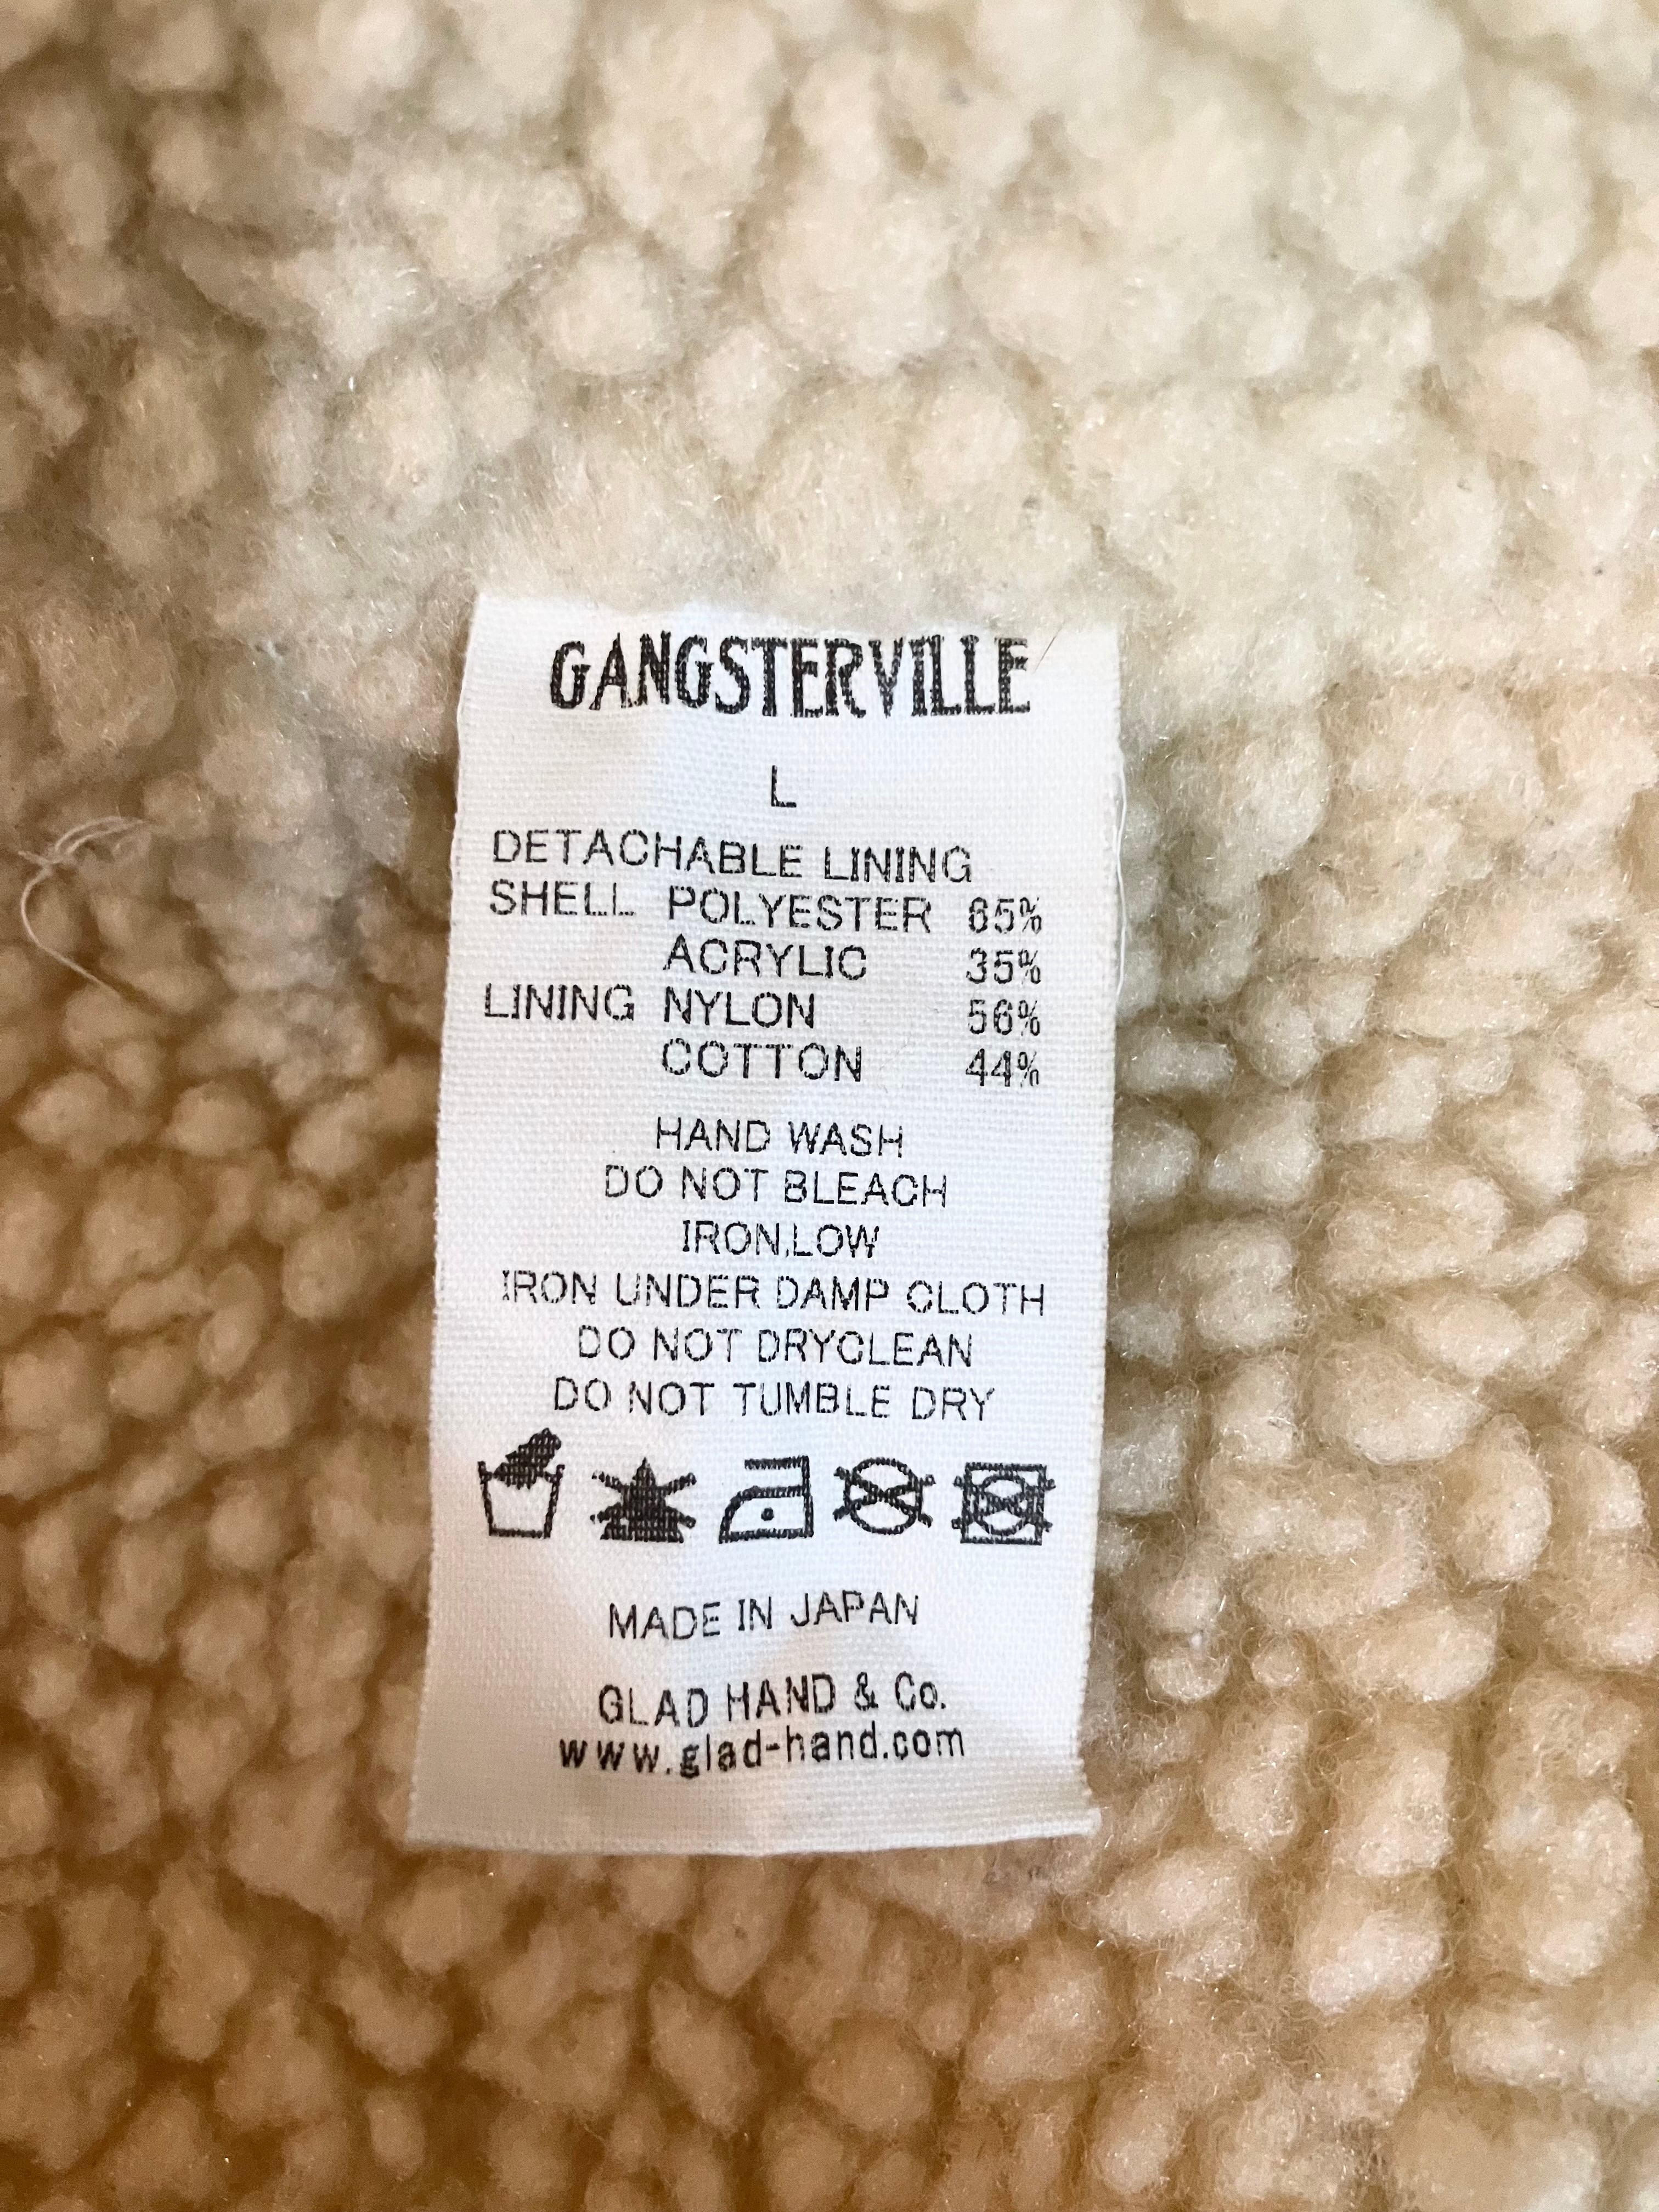 GANGSTERVILLE
L
DETACHABLE LINING
SHELL POLYESTER 65%
ACRYLIC 35%
LINING NYLON 56%
COTTON 44%
HAND WASH
DO NOT BLEACH
IRON,LOW
IRON UNDER DAMP CLOTH
DO NOT DRYCLEAN
DO NOT TUMBLE DRY
MADE IN JAPAN
GLAD HAND & Co.
www.glad-hand.com